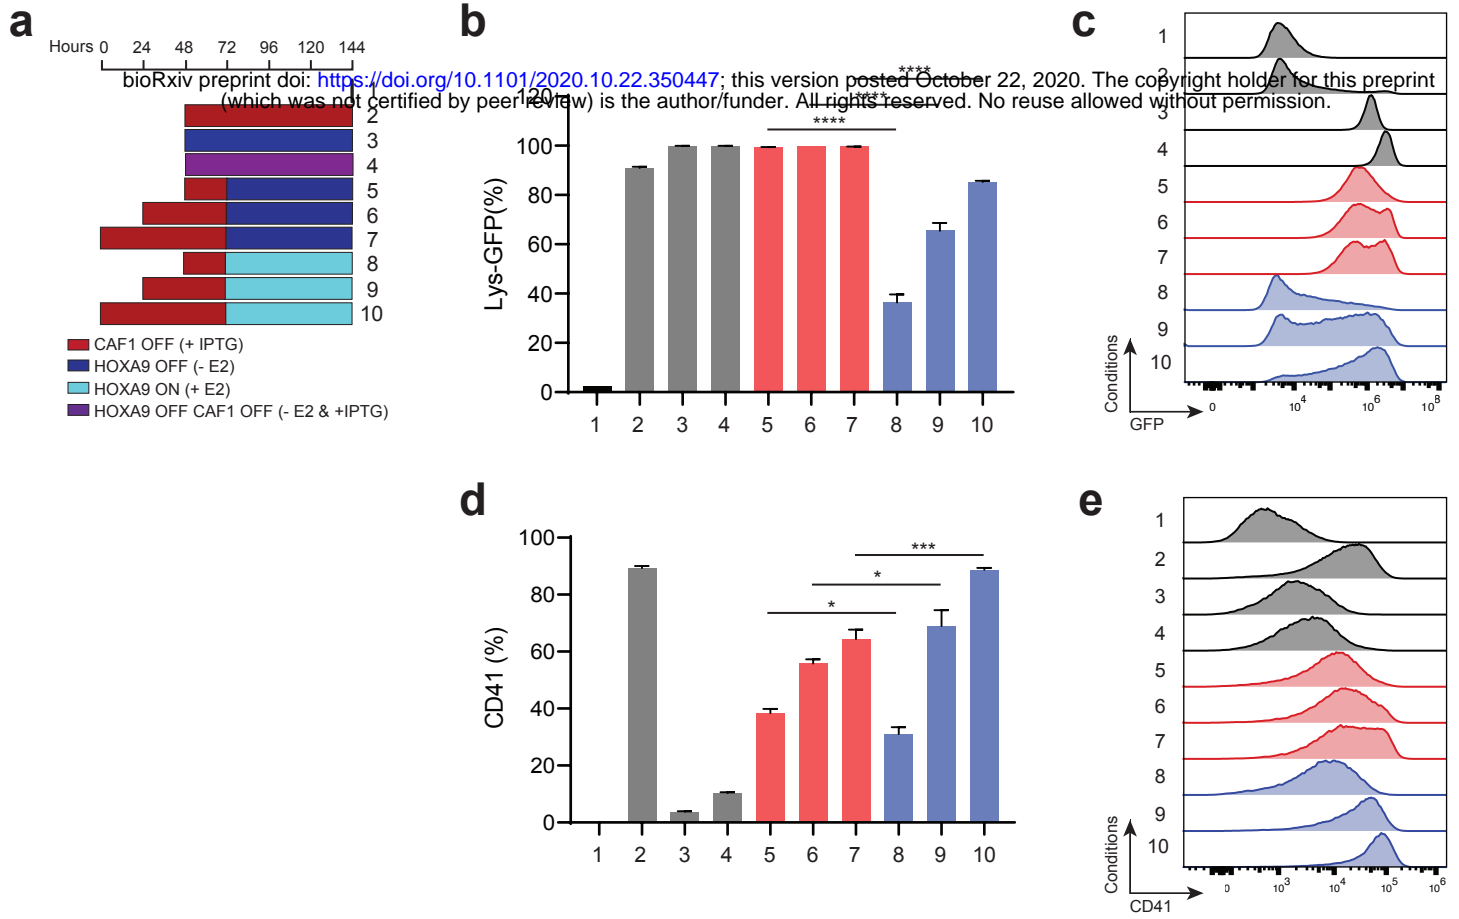 a
Hours 0 24 48 72 96 120 144
bioRxiv preprint doi: https://doi.org/10.1101/2020.10.22.350447; this version posted October 22, 2020. The copyright holder for this preprint
(which was not certified by peer review) is the author/funder. All rights reserved. No reuse allowed without permission.
1
2
3
4
5
6
7
8
9
10
CAF1 OFF (+ IPTG)
HOXA9 OFF (- E2)
HOXA9 ON (+ E2)
HOXA9 OFF CAF1 OFF (- E2 & +IPTG)
b
****
****
****
Lys-GFP(%)
120
100
80
60
40
20
0
1 2 3 4 5 6 7 8 9 10
c
1
2
3
4
5
6
7
8
9
10
Conditions
GFP
0 10^4 10^6 10^8
d
***
*
*
CD41 (%)
100
80
60
40
20
0
1 2 3 4 5 6 7 8 9 10
e
1
2
3
4
5
6
7
8
9
10
Conditions
CD41
0 10^3 10^4 10^5 10^6